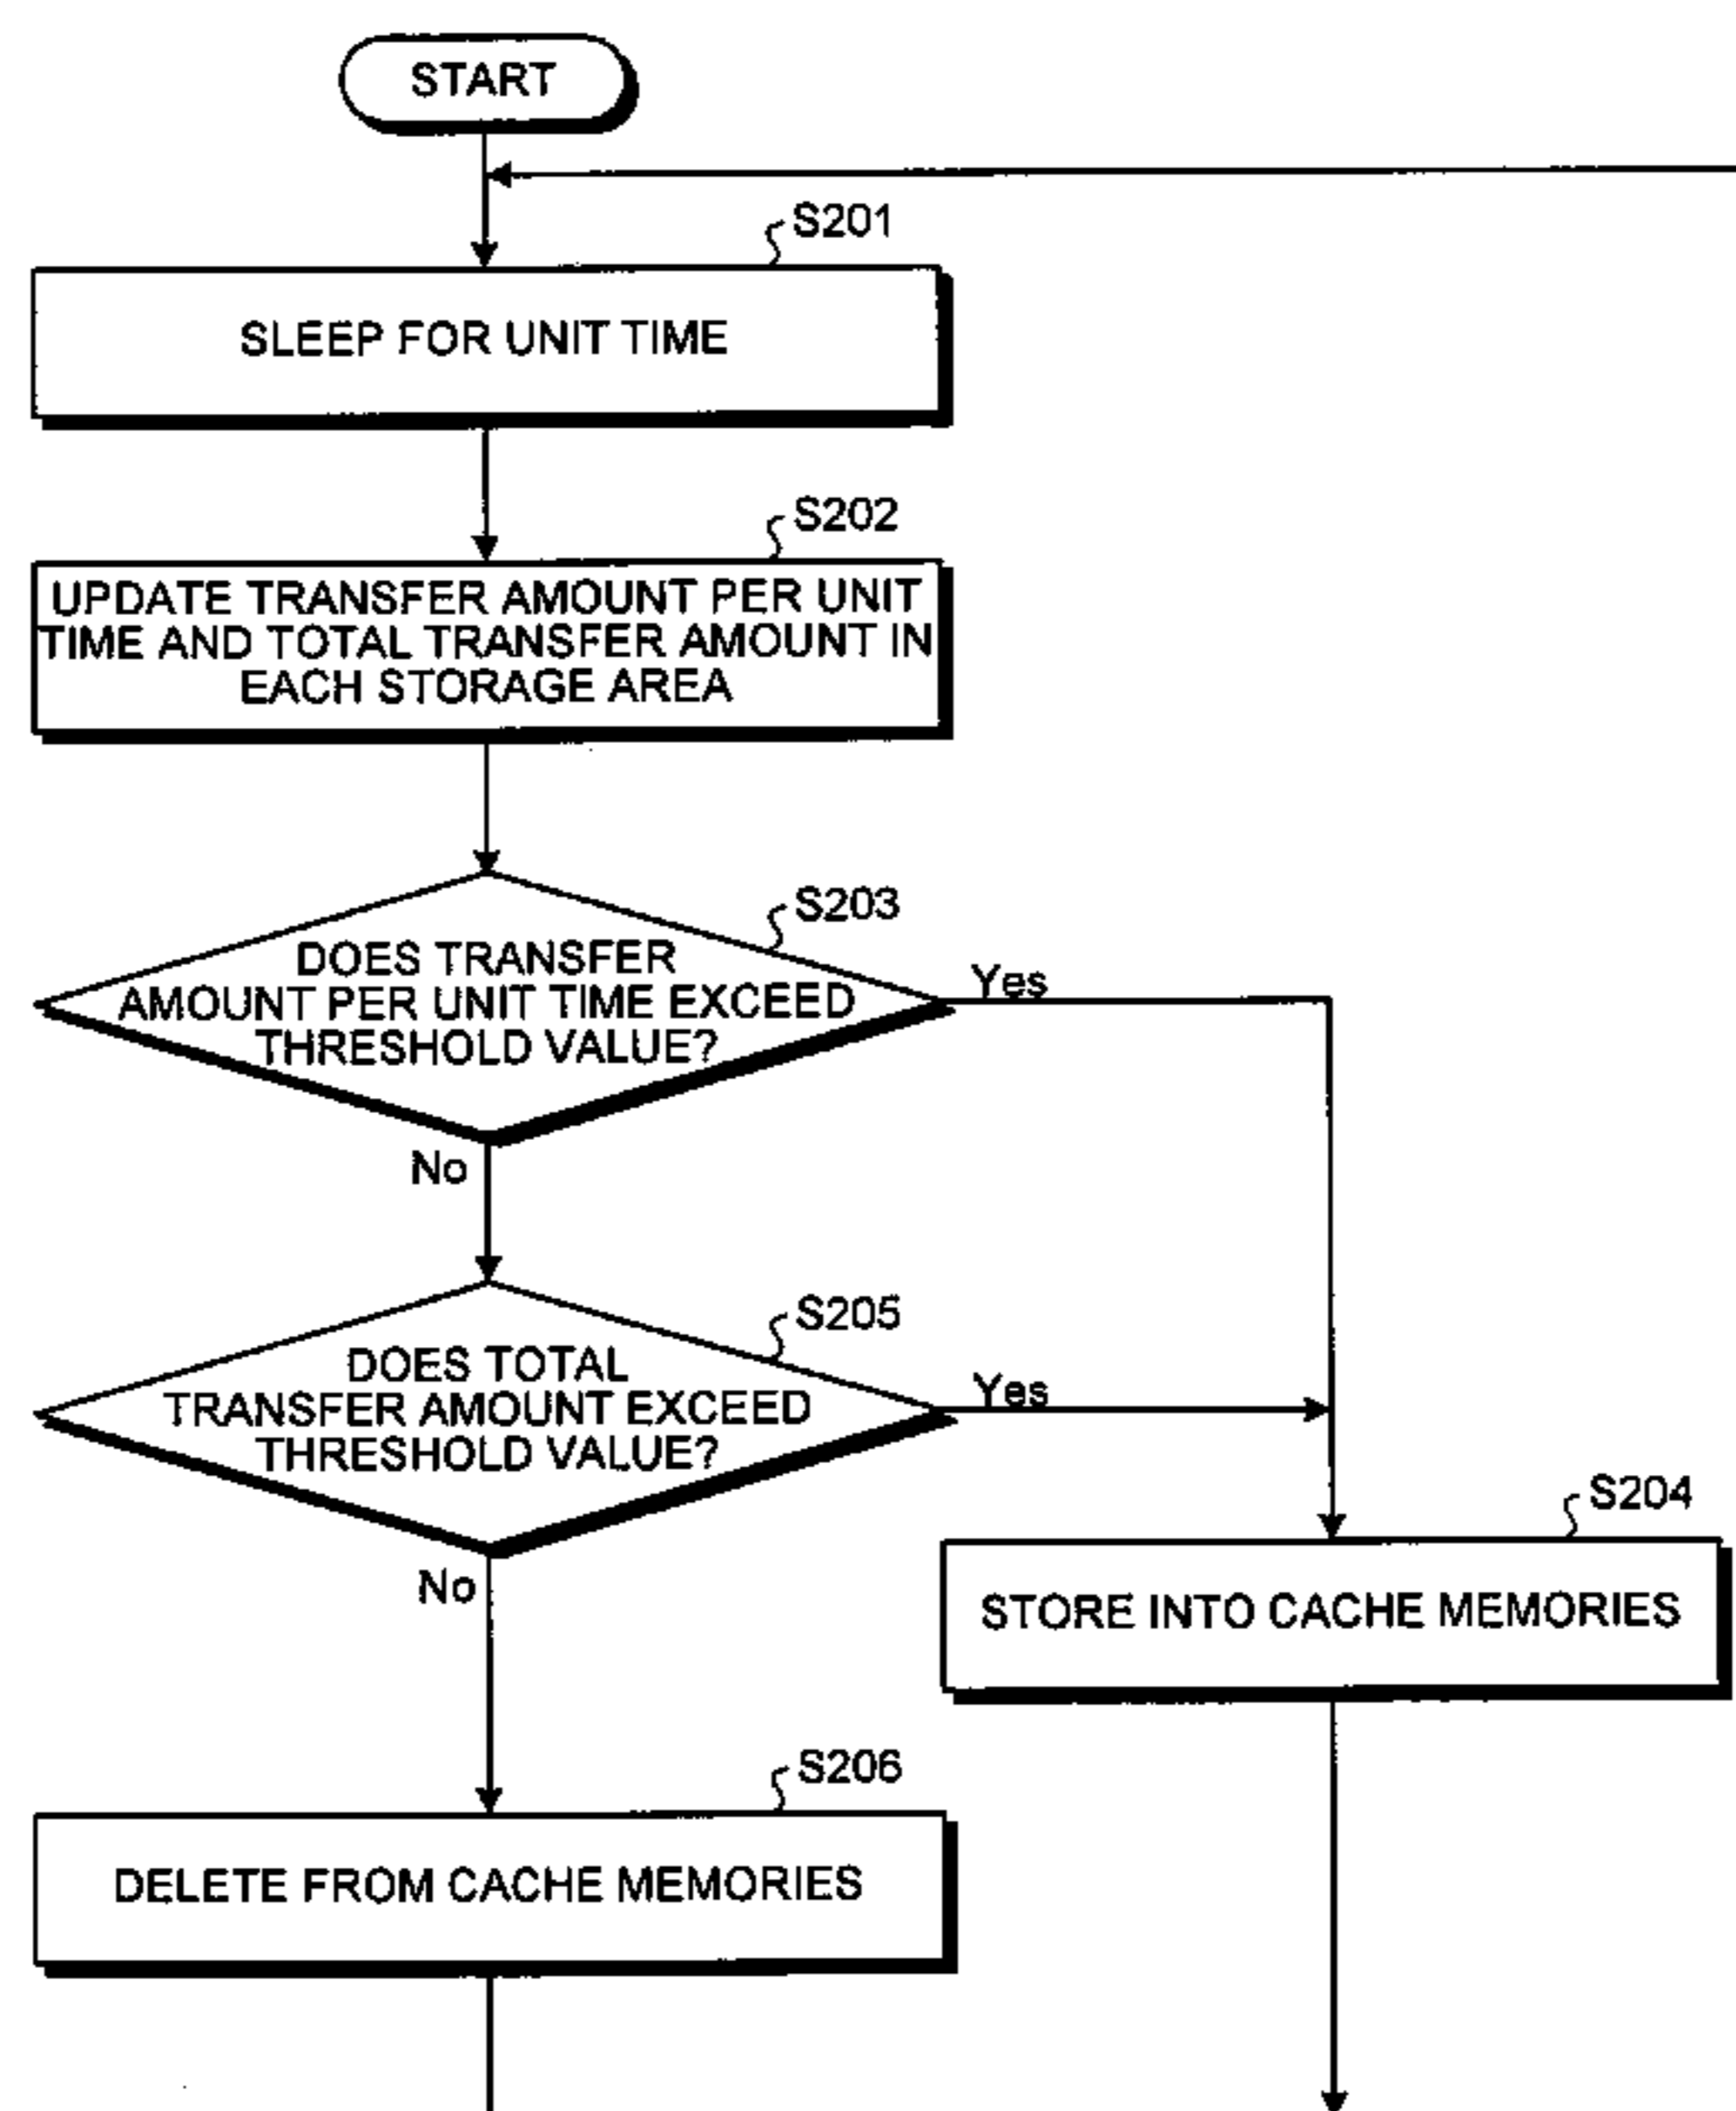 START
S201
SLEEP FOR UNIT TIME
S202
UPDATE TRANSFER AMOUNT PER UNIT
TIME AND TOTAL TRANSFER AMOUNT IN
EACH STORAGE AREA
S203
DOES TRANSFER
AMOUNT PER UNIT TIME EXCEED
THRESHOLD VALUE?
Yes
No
S205
DOES TOTAL
TRANSFER AMOUNT EXCEED
THRESHOLD VALUE?
Yes
No
S204
STORE INTO CACHE MEMORIES
S206
DELETE FROM CACHE MEMORIES